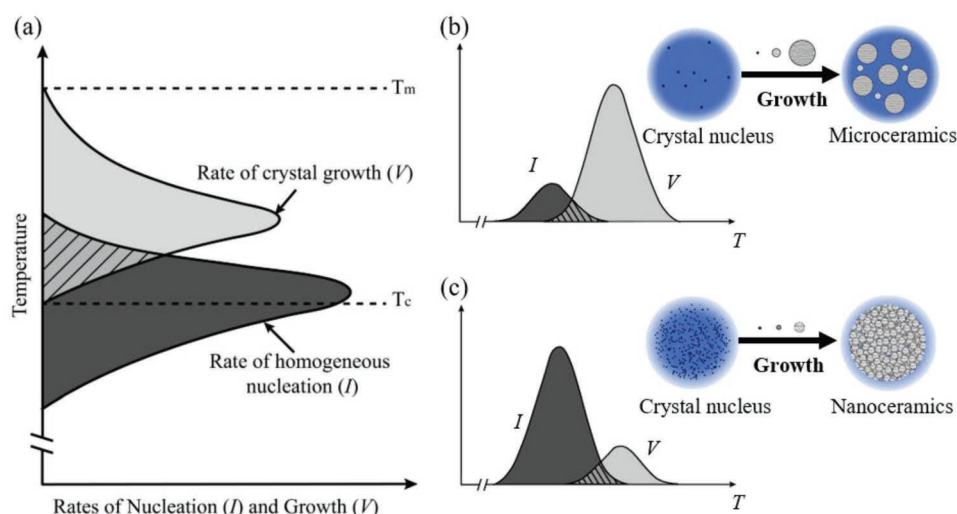 (a)
Tm
Rate of crystal growth (V)
Temperature
Tc
Rate of homogeneous
nucleation (I)
Rates of Nucleation (I) and Growth (V)
(b)
I
V
T
Crystal nucleus
Growth
Microceramics
(c)
I
V
T
Crystal nucleus
Growth
Nanoceramics